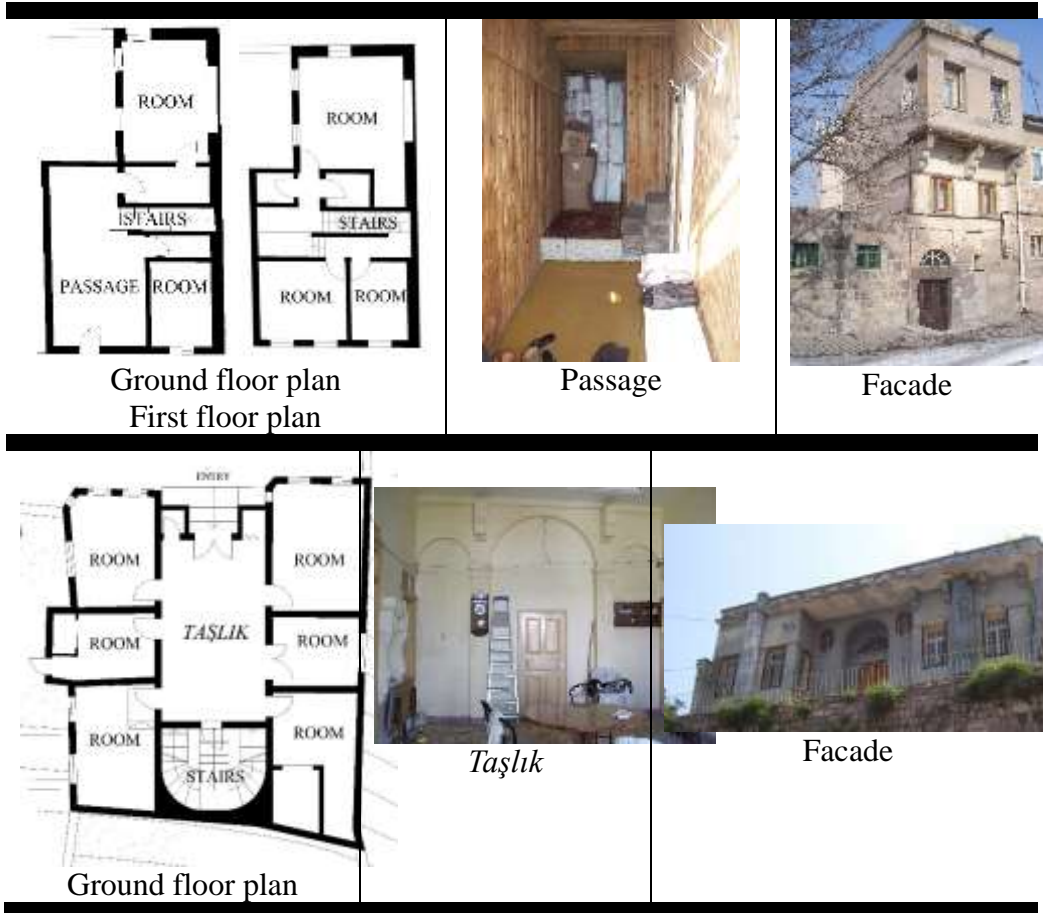 ROOM
STAIRS
PASSAGE
ROOM
ROOM
STAIRS
ROOM
ROOM
Ground floor plan
First floor plan
Passage
Facade
ENTRY
ROOM
ROOM
ROOM
TAŞLIK
ROOM
ROOM
ROOM
STAIRS
Ground floor plan
Taşlık
Facade